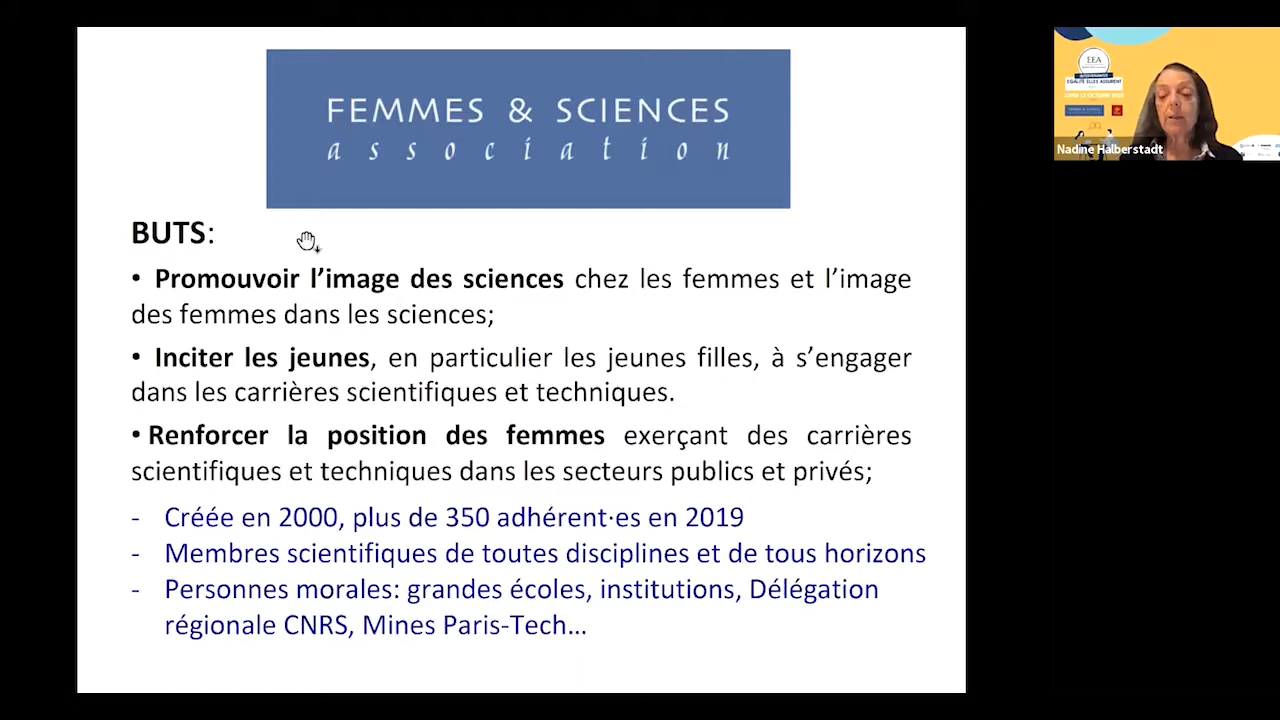 FEMMES & SCIENCES
association
BUTS:
• Promouvoir l’image des sciences chez les femmes et l’image
des femmes dans les sciences;
• Inciter les jeunes, en particulier les jeunes filles, à s’engager
dans les carrières scientifiques et techniques.
• Renforcer la position des femmes exerçant des carrières
scientifiques et techniques dans les secteurs publics et privés;
- Créée en 2000, plus de 350 adhérent·es en 2019
- Membres scientifiques de toutes disciplines et de tous horizons
- Personnes morales: grandes écoles, institutions, Délégation
régionale CNRS, Mines Paris-Tech…
EEA
EGALITÉ ELLES ASSURENT
Nadine Halberstadt